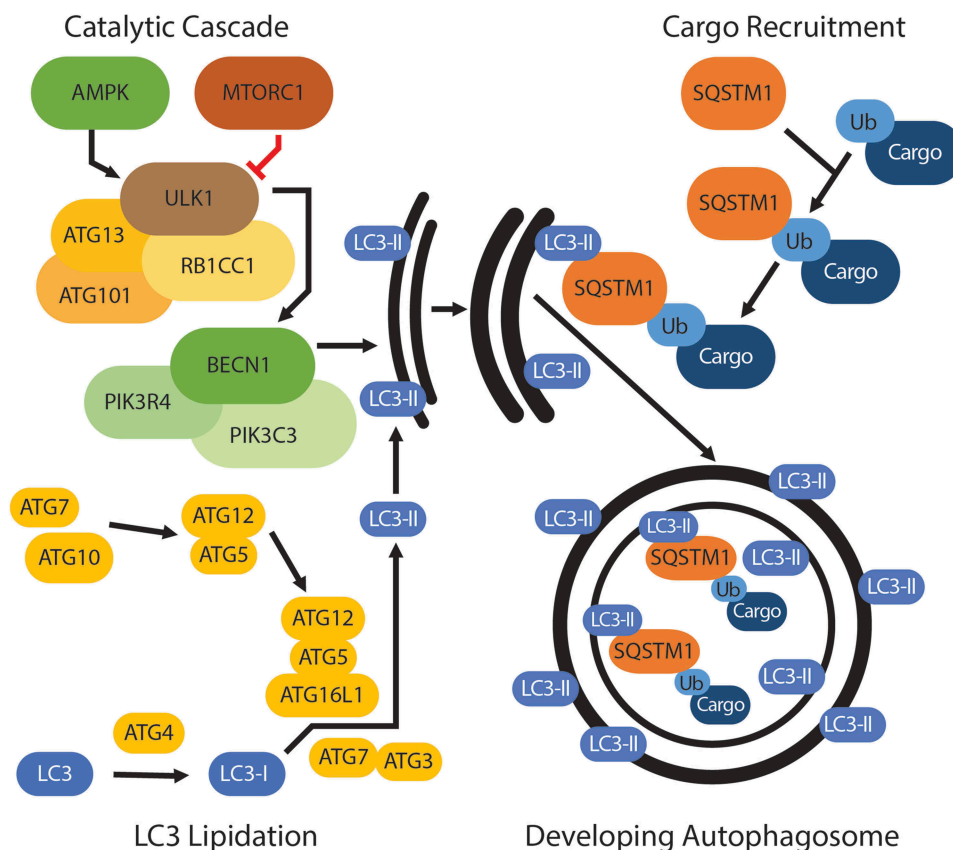 Catalytic Cascade
Cargo Recruitment
AMPK
MTORC1
ULK1
ATG13
RB1CC1
ATG101
BECN1
PIK3R4
PIK3C3
LC3-II
LC3-II
LC3-II
LC3-II
LC3-II
SQSTM1
Ub
Cargo
SQSTM1
Ub
Cargo
SQSTM1
Ub
Cargo
ATG7
ATG10
ATG12
ATG5
ATG12
ATG5
ATG16L1
ATG4
LC3
LC3-I
ATG7
ATG3
LC3-II
LC3-II
LC3-II
SQSTM1
LC3-II
Ub
Cargo
LC3-II
LC3-II
SQSTM1
Ub
Cargo
LC3-II
LC3-II
LC3-II
LC3-II
LC3 Lipidation
Developing Autophagosome